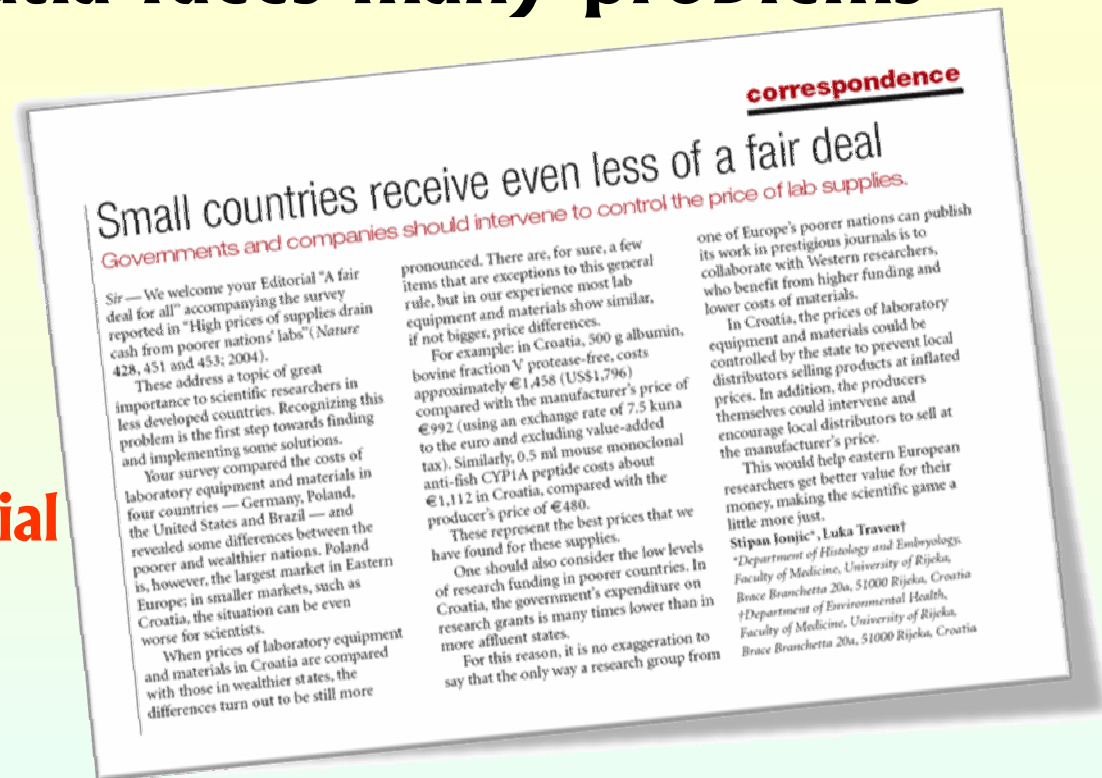 many problems
correspondence
Small countries receive even less of a fair deal
Governments and companies should intervene to control the price of lab supplies.
Sir — We welcome your Editorial “A fair
deal for all” accompanying the survey
reported in “High prices of supplies drain
cash from poorer nations’ labs”(Nature
428, 451 and 453; 2004).
These address a topic of great
importance to scientific researchers in
less developed countries. Recognizing this
problem is the first step towards finding
and implementing some solutions.
Your survey compared the costs of
laboratory equipment and materials in
four countries — Germany, Poland,
the United States and Brazil — and
revealed some differences between the
poorer and wealthier nations. Poland
is, however, the largest market in Eastern
Europe; in smaller markets, such as
Croatia, the situation can be even
worse for scientists.
When prices of laboratory equipment
and materials in Croatia are compared
with those in wealthier states, the
differences turn out to be still more
pronounced. There are, for sure, a few
items that are exceptions to this general
rule, but in our experience most lab
equipment and materials show similar,
if not bigger, price differences.
For example: in Croatia, 500 g albumin,
bovine fraction V protease-free, costs
approximately €1,458 (US$1,796)
compared with the manufacturer’s price of
€992 (using an exchange rate of 7.5 kuna
to the euro and excluding value-added
tax). Similarly, 0.5 ml mouse monoclonal
anti-fish CYP1A peptide costs about
€1,112 in Croatia, compared with the
producer’s price of €480.
These represent the best prices that we
have found for these supplies.
One should also consider the low levels
of research funding in poorer countries. In
Croatia, the government’s expenditure on
research grants is many times lower than in
more affluent states.
For this reason, it is no exaggeration to
say that the only way a research group from
one of Europe’s poorer nations can publish
its work in prestigious journals is to
collaborate with Western researchers,
who benefit from higher funding and
lower costs of materials.
In Croatia, the prices of laboratory
equipment and materials could be
controlled by the state to prevent local
distributors selling products at inflated
prices. In addition, the producers
themselves could intervene and
encourage local distributors to sell at
the manufacturer’s price.
This would help eastern European
researchers get better value for their
money, making the scientific game a
little more just.
Stipan Jonjic*, Luka Traven†
*Department of Histology and Embryology,
Faculty of Medicine, University of Rijeka,
Brace Branchetta 20a, 51000 Rijeka, Croatia
†Department of Environmental Health,
Faculty of Medicine, University of Rijeka,
Brace Branchetta 20a, 51000 Rijeka, Croatia
ial